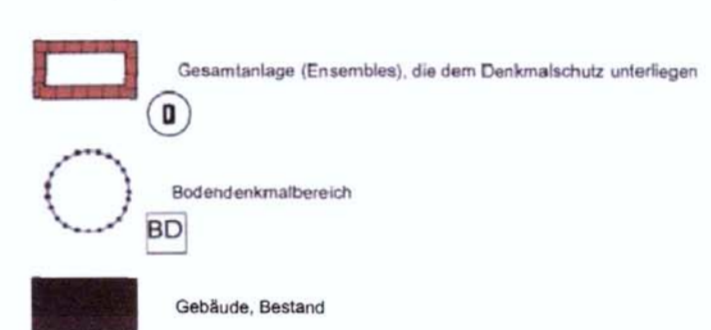 Gesamtanlage (Ensembles), die dem Denkmalschutz unterliegen
D
Bodendenkmalbereich
BD
Gebäude, Bestand